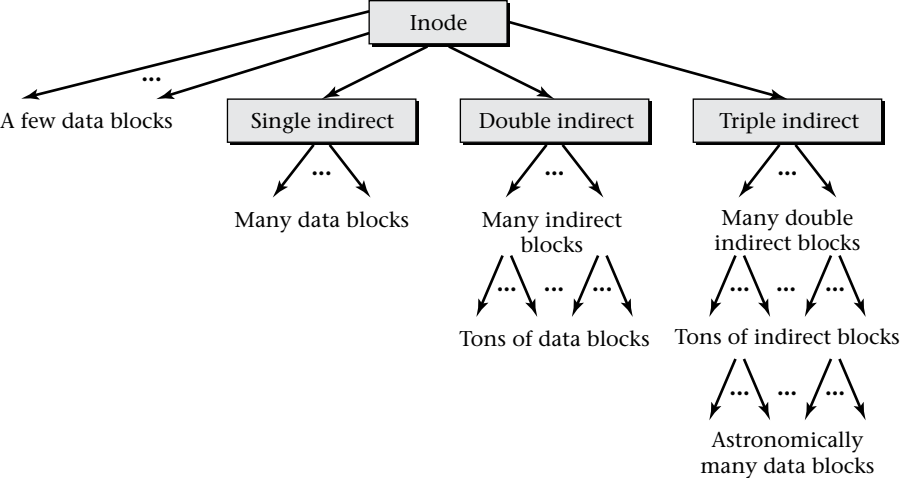 Inode
...
A few data blocks
Single indirect
Double indirect
Triple indirect
...
...
...
Many data blocks
Many indirect
blocks
Many double
indirect blocks
... ... ...
... ... ...
Tons of data blocks
Tons of indirect blocks
... ... ...
Astronomically
many data blocks